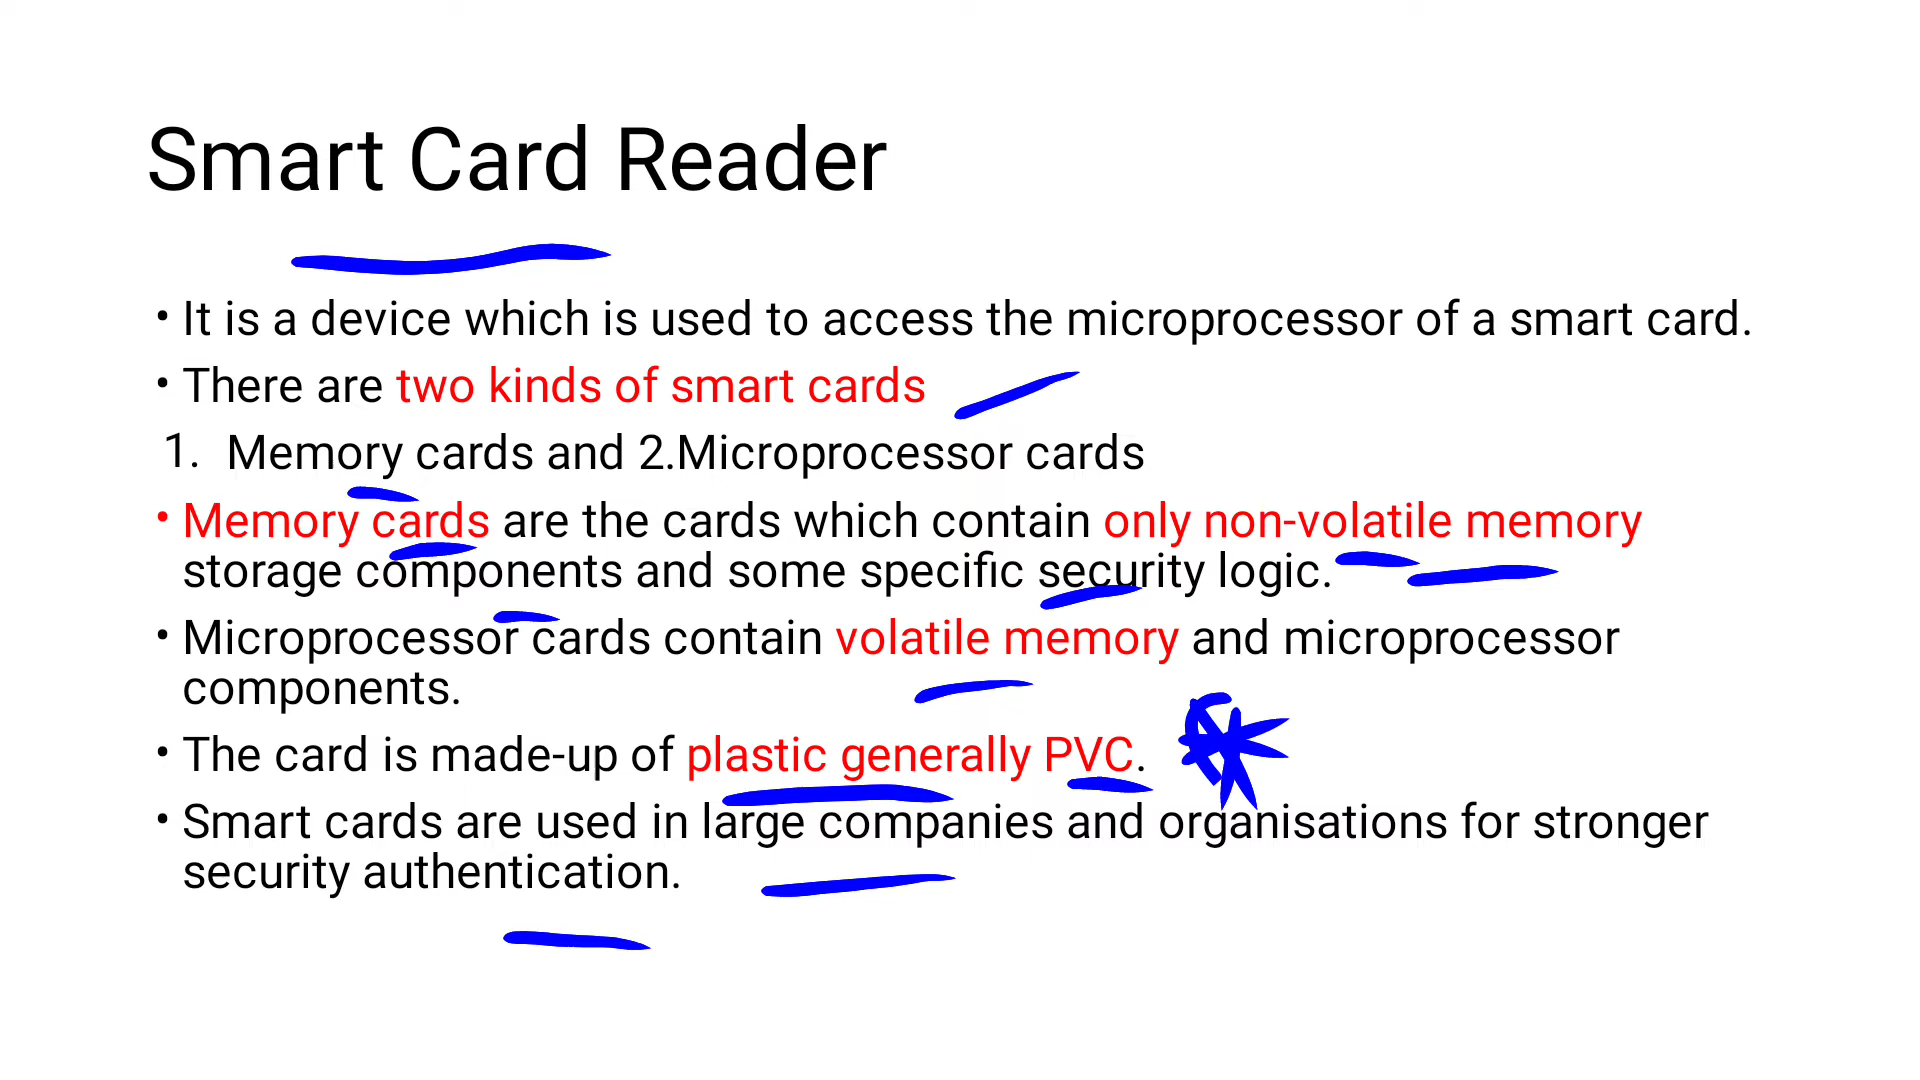 Smart Card Reader
• It is a device which is used to access the microprocessor of a smart card.
• There are two kinds of smart cards
1. Memory cards and 2.Microprocessor cards
• Memory cards are the cards which contain only non-volatile memory
storage components and some specific security logic.
• Microprocessor cards contain volatile memory and microprocessor
components.
• The card is made-up of plastic generally PVC.
• Smart cards are used in large companies and organisations for stronger
security authentication.